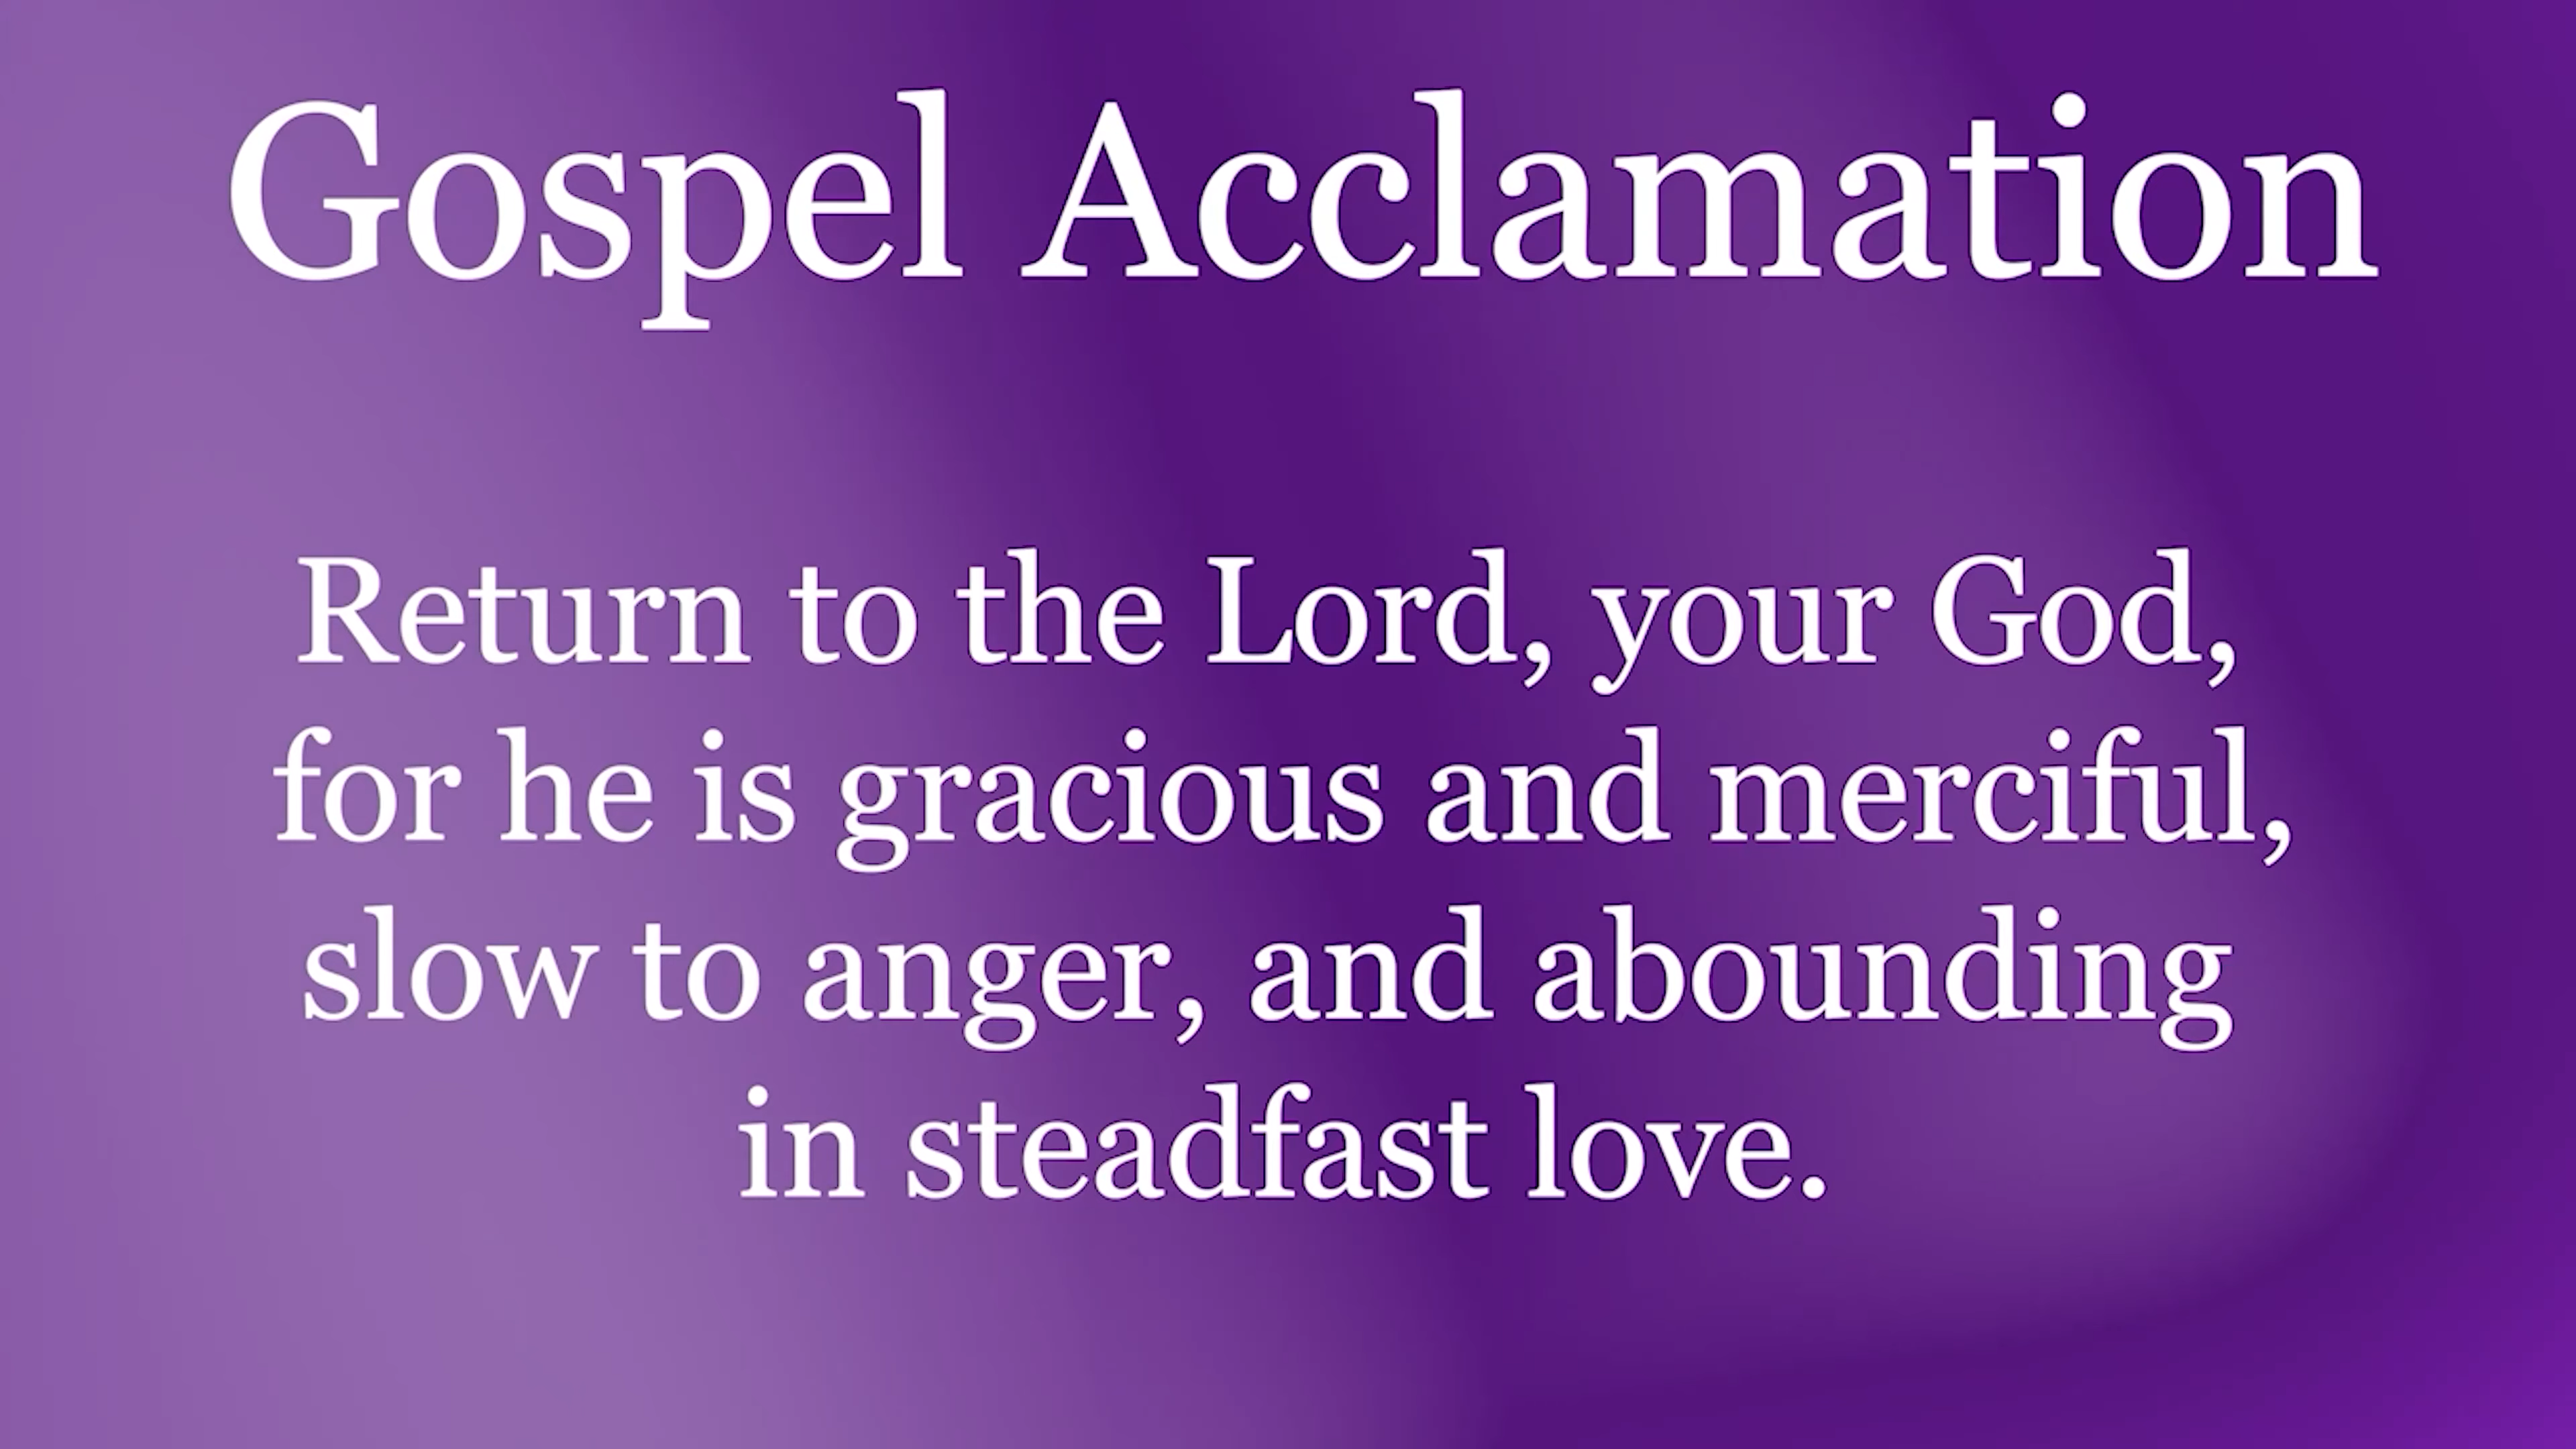 Gospel Acclamation
Return to the Lord, your God,
for he is gracious and merciful,
slow to anger, and abounding
in steadfast love.